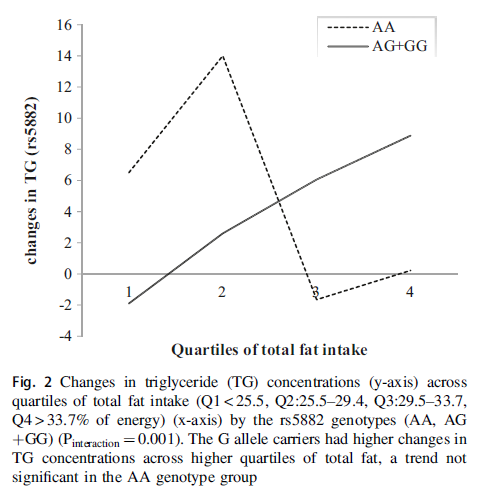 16
14
12
10
8
6
4
2
0
-2
-4
changes in TG (rs5882)
AA
AG+GG
1 2 3 4
Quartiles of total fat intake
Fig. 2 Changes in triglyceride (TG) concentrations (y-axis) across
quartiles of total fat intake (Q1 < 25.5, Q2:25.5–29.4, Q3:29.5–33.7,
Q4 > 33.7% of energy) (x-axis) by the rs5882 genotypes (AA, AG
+GG) (Pinteraction = 0.001). The G allele carriers had higher changes in
TG concentrations across higher quartiles of total fat, a trend not
significant in the AA genotype group